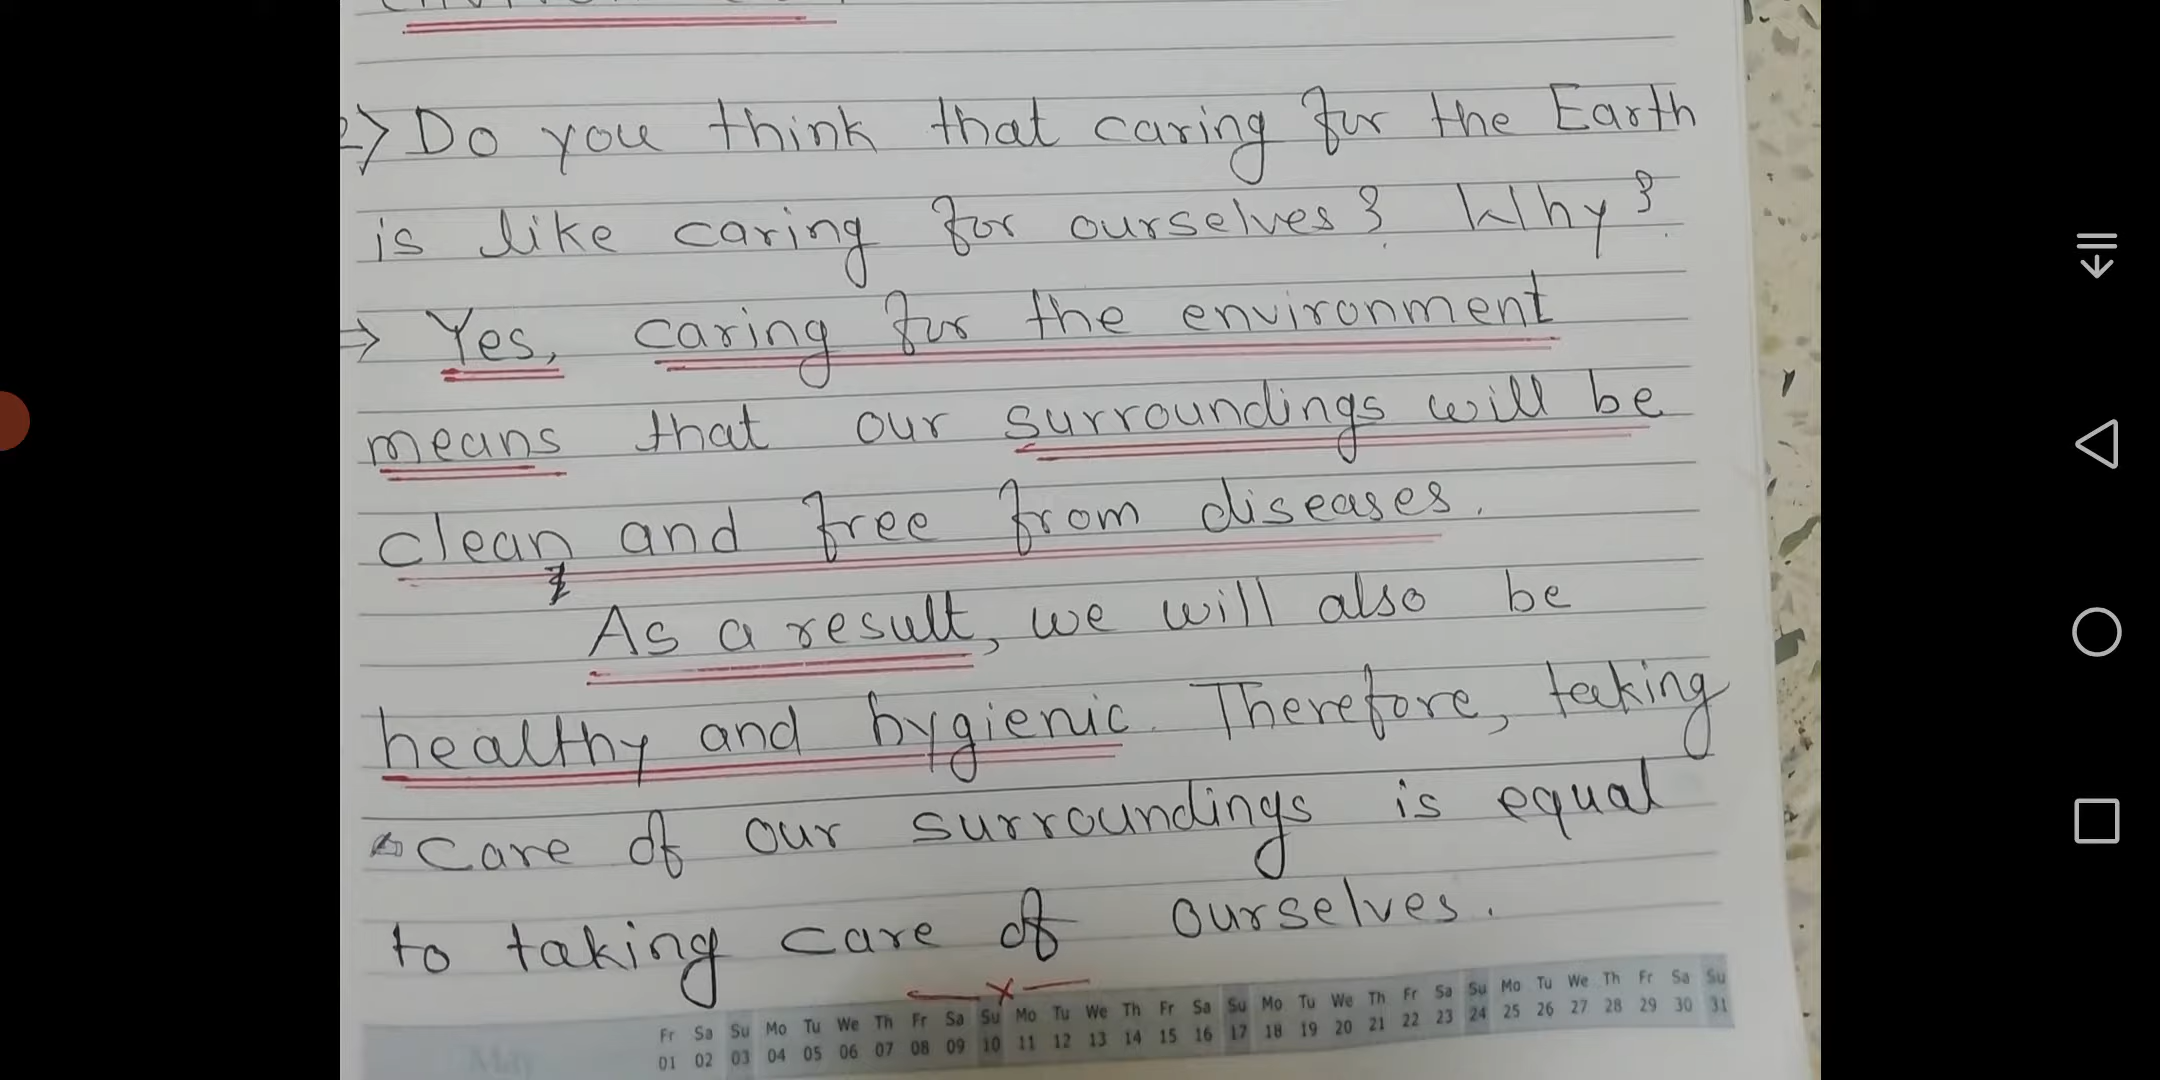 2) Do you think that caring for the Earth
is like caring for ourselves? Why?
⇒ Yes, caring for the environment
means that our surroundings will be
clean and free from diseases.
As a result, we will also be
healthy and hygienic. Therefore, taking
care of our surroundings is equal
to taking care of ourselves.
x
Fr Sa Su Mo Tu We Th Fr Sa Su Mo Tu We Th Fr Sa Su Mo Tu We Th Fr Sa Su Mo Tu We Th Fr Sa Su
May 01 02 03 04 05 06 07 08 09 10 11 12 13 14 15 16 17 18 19 20 21 22 23 24 25 26 27 28 29 30 31